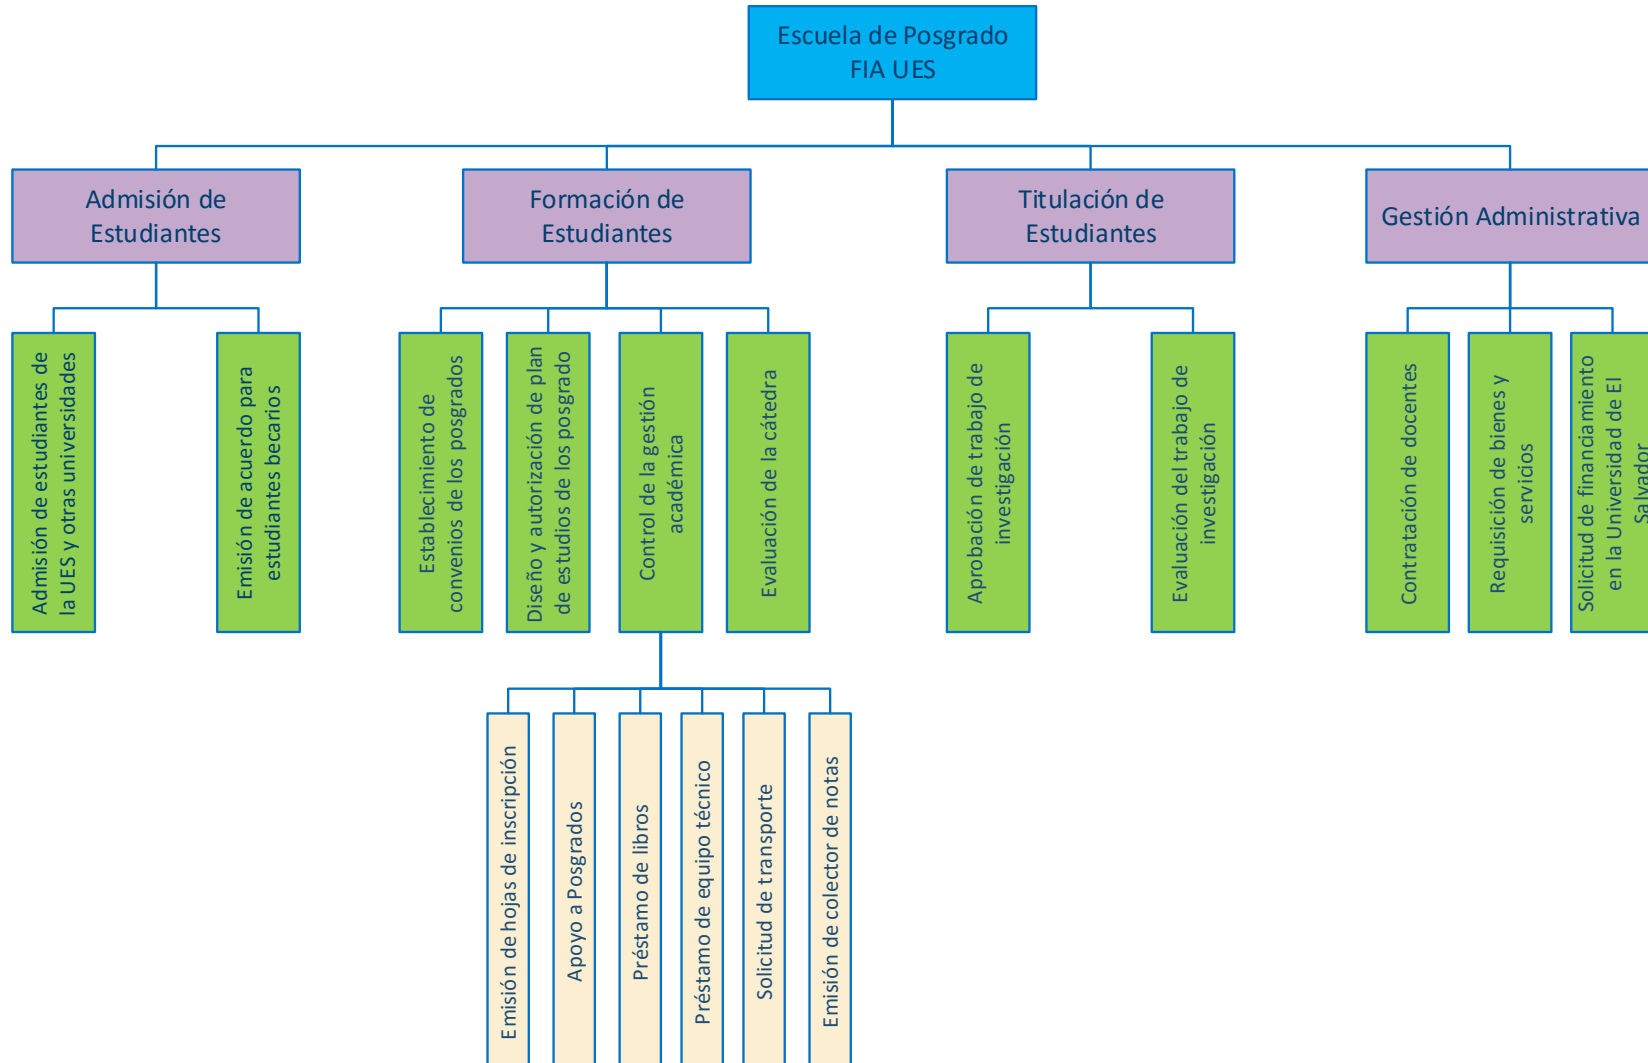 Escuela de Posgrado
FIA UES
Admisión de
Estudiantes
Formación de
Estudiantes
Titulación de
Estudiantes
Gestión Administrativa
Admisión de estudiantes de
la UES y otras universidades
Emisión de acuerdo para
estudiantes becarios
Establecimiento de
convenios de los posgrados
Diseño y autorización de plan
de estudios de los posgrado
Control de la gestión
académica
Evaluación de la cátedra
Aprobación de trabajo de
investigación
Evaluación del trabajo de
investigación
Contratación de docentes
Requisición de bienes y
servicios
Solicitud de financiamiento
en la Universidad de El
Salvador
Emisión de hojas de inscripción
Apoyo a Posgrados
Préstamo de libros
Préstamo de equipo técnico
Solicitud de transporte
Emisión de colector de notas